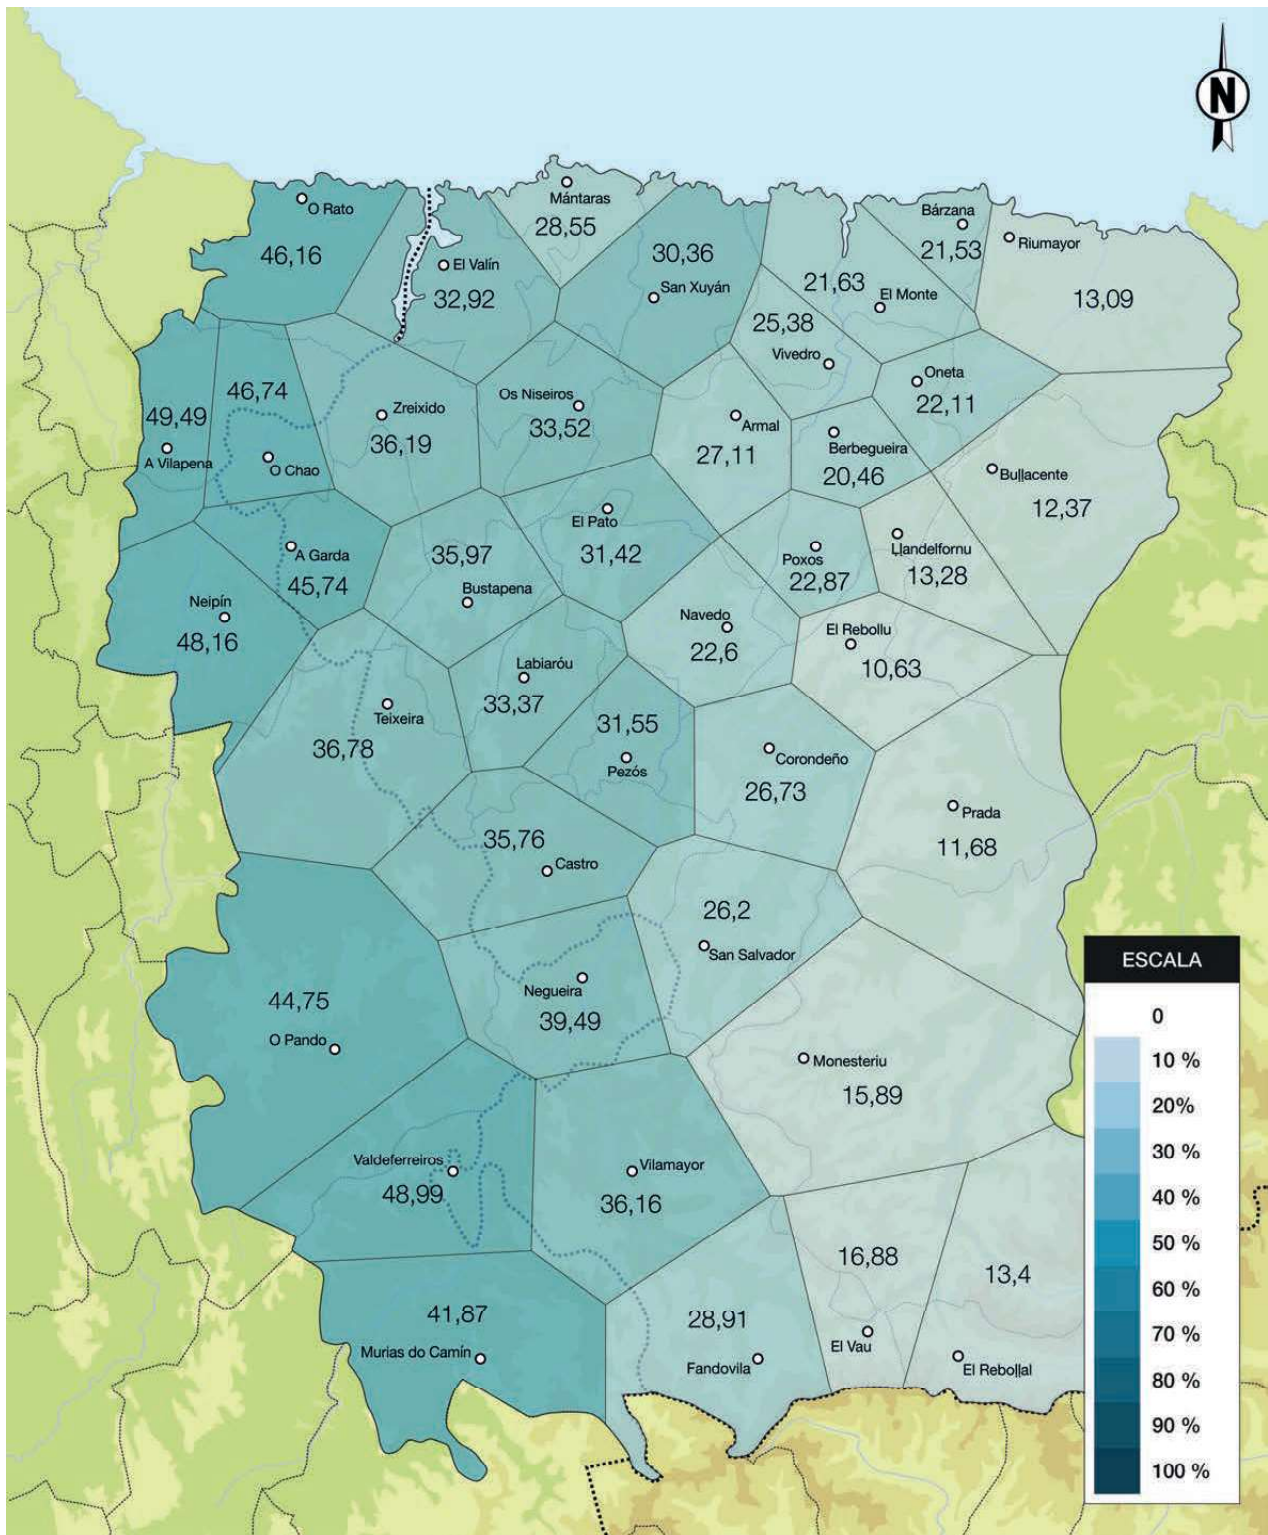 N
O Rato
46,16
El Valín
32,92
Mántaras
28,55
30,36
San Xuyán
21,63
El Monte
Bárzana
21,53
Riumayor
13,09
25,38
Vivedro
Oneta
22,11
49,49
A Vilapena
46,74
O Chao
Zreixido
36,19
Os Niseiros
33,52
Armal
27,11
Berbegueira
20,46
Buḷḷacente
12,37
A Garda
45,74
35,97
Bustapena
El Pato
31,42
Poxos
22,87
Llandelfornu
13,28
Neipín
48,16
Navedo
22,6
El Rebollu
10,63
Labiaróu
33,37
Teixeira
36,78
31,55
Pezós
Corondeño
26,73
Prada
11,68
35,76
Castro
26,2
San Salvador
44,75
O Pando
Negueira
39,49
Monesteriu
15,89
Valdeferreiros
48,99
Vilamayor
36,16
41,87
Murias do Camín
28,91
Fandovila
16,88
El Vau
13,4
El Reboḷḷal
ESCALA
0
10 %
20%
30 %
40 %
50 %
60 %
70 %
80 %
90 %
100 %